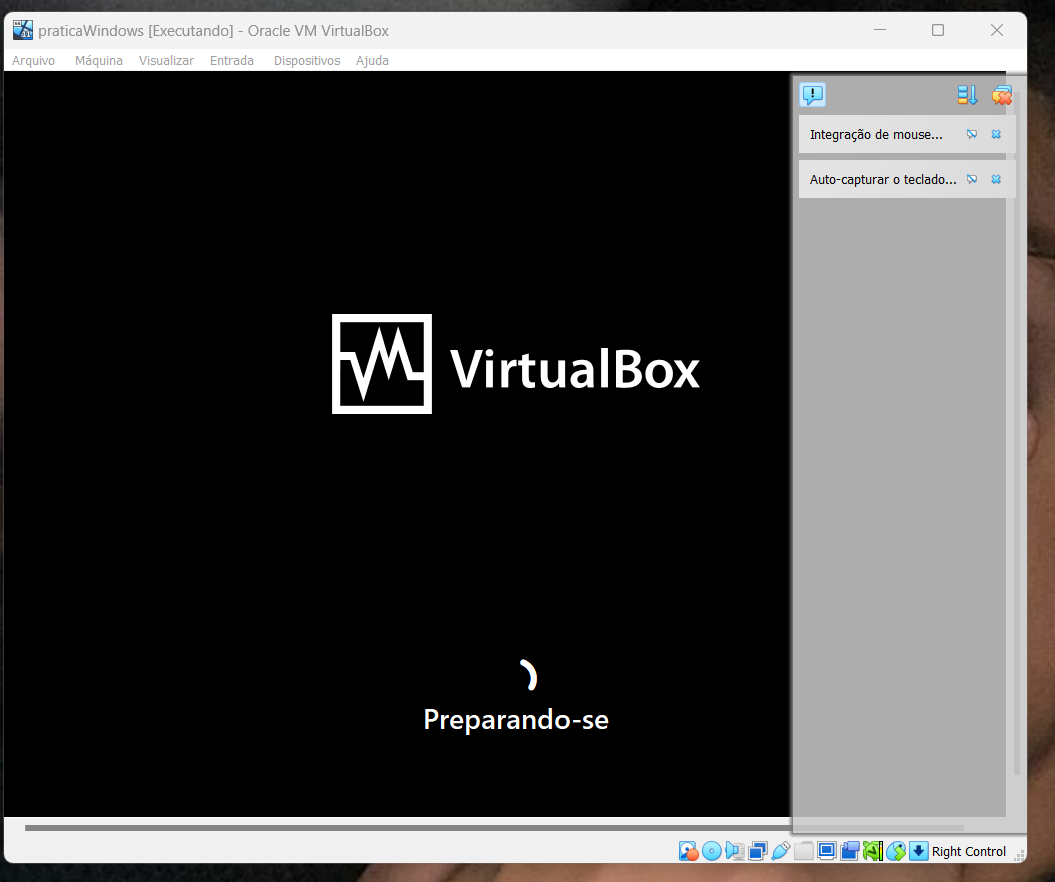 praticaWindows [Executando] - Oracle VM VirtualBox
Arquivo Máquina Visualizar Entrada Dispositivos Ajuda
Integração de mouse...
Auto-capturar o teclado...
VirtualBox
Preparando-se
Right Control